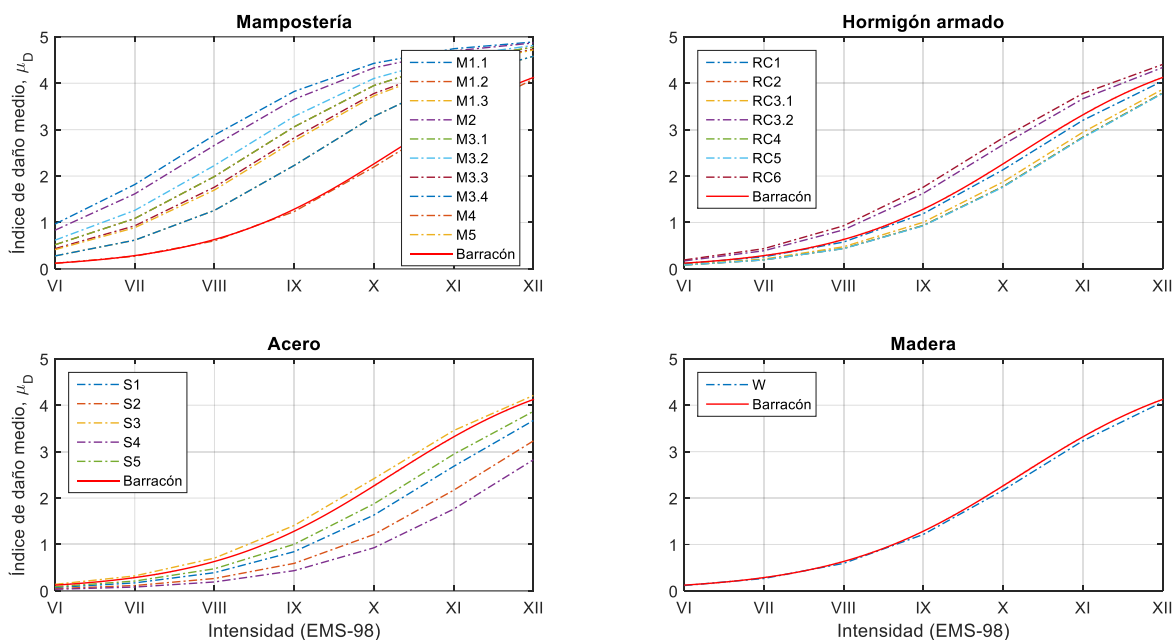 Mampostería
Índice de daño medio, μD
5
4
3
2
1
0
VI VII VIII IX X XI XII
M1.1
M1.2
M1.3
M2
M3.1
M3.2
M3.3
M3.4
M4
M5
Barracón
Hormigón armado
5
4
3
2
1
0
VI VII VIII IX X XI XII
RC1
RC2
RC3.1
RC3.2
RC4
RC5
RC6
Barracón
Acero
Índice de daño medio, μD
5
4
3
2
1
0
VI VII VIII IX X XI XII
Intensidad (EMS-98)
S1
S2
S3
S4
S5
Barracón
Madera
5
4
3
2
1
0
VI VII VIII IX X XI XII
Intensidad (EMS-98)
W
Barracón